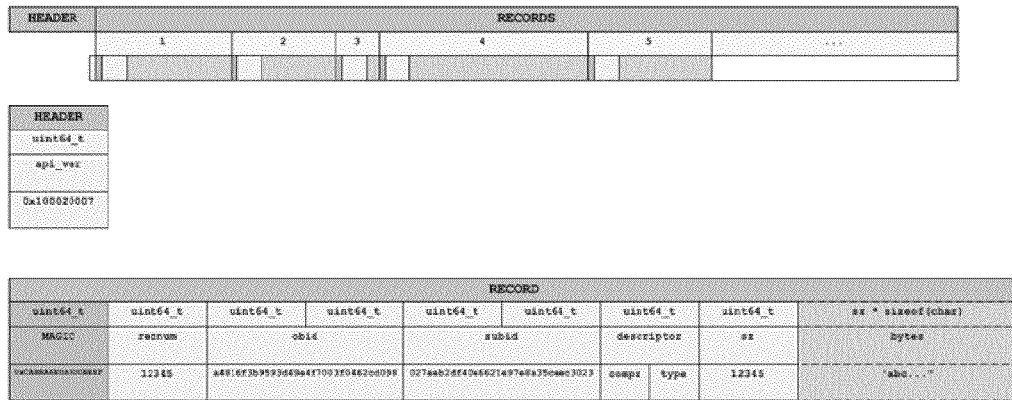 HEADER RECORDS
1 2 3 4 5 ...
HEADER
uint64_t
api_ver
0x100020007
RECORD
uint64_t uint64_t uint64_t uint64_t uint64_t uint64_t uint64_t uint64_t sz * sizeof(char)
MAGIC recnum obid subid descriptor sz bytes
12345 compr type 12345 "abc..."